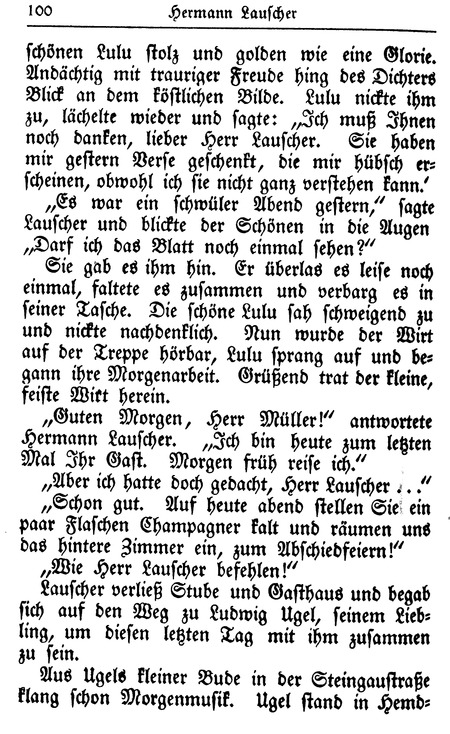 100 Hermann Lauscher
schönen Lulu stolz und golden wie eine Glorie.
Andächtig mit trauriger Freude hing des Dichters
Blick an dem köstlichen Bilde. Lulu nickte ihm
zu, lächelte wieder und sagte: „Ich muß Ihnen
noch danken, lieber Herr Lauscher. Sie haben
mir gestern Verse geschenkt, die mir hübsch er-
scheinen, obwohl ich sie nicht ganz verstehen kann.‘
„Es war ein schwüler Abend gestern,“ sagte
Lauscher und blickte der Schönen in die Augen
„Darf ich das Blatt noch einmal sehen?“
Sie gab es ihm hin. Er überlas es leise noch
einmal, faltete es zusammen und verbarg es in
seiner Tasche. Die schöne Lulu sah schweigend zu
und nickte nachdenklich. Nun wurde der Wirt
auf der Treppe hörbar, Lulu sprang auf und be-
gann ihre Morgenarbeit. Grüßend trat der kleine,
feiste Wirt herein.
„Guten Morgen, Herr Müller!“ antwortete
Hermann Lauscher. „Ich bin heute zum letzten
Mal Ihr Gast. Morgen früh reise ich.“
„Aber ich hatte doch gedacht, Herr Lauscher ...“
„Schon gut. Auf heute abend stellen Sie ein
paar Flaschen Champagner kalt und räumen uns
das hintere Zimmer ein, zum Abschiedfeiern!“
„Wie Herr Lauscher befehlen!“
Lauscher verließ Stube und Gasthaus und begab
sich auf den Weg zu Ludwig Ugel, seinem Lieb-
ling, um diesen letzten Tag mit ihm zusammen
zu sein.
Aus Ugels kleiner Bude in der Steingaustraße
klang schon Morgenmusik. Ugel stand in Hemd-